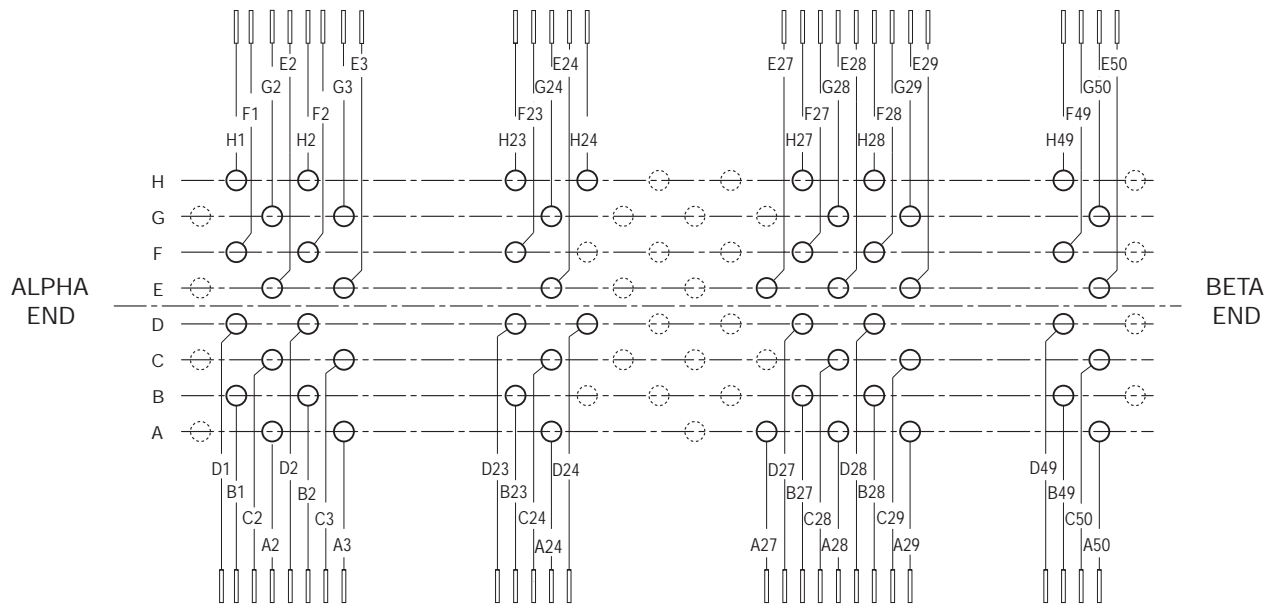 E2 E3 E24 E27 E28 E29 E50
G2 G3 G24 G28 G29 G50
F1 F2 F23 F27 F28 F49
H1 H2 H23 H24 H27 H28 H49
H
G
F
ALPHA
END
E
BETA
END
D
C
B
A
D1 D2 D23 D24 D27 D28 D49
B1 B2 B23 B27 B28 B49
C2 C3 C24 C28 C29 C50
A2 A3 A24 A27 A28 A29 A50